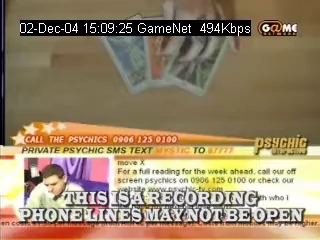 02-Dec-04 15:09:25 GameNet 494Kbps
G@ME
NETWORK
CALL THE PSYCHICS 0906 125 0100
PRIVATE PSYCHIC SMS TEXT MYSTIC TO 87777
PSYCHIC
move X
For a full reading for the week ahead, call our off
screen psychics on 0906 125 0100 or check our
website www.psychic-tv.com
THIS IS A RECORDING
PHONE LINES MAY NOT BE OPEN